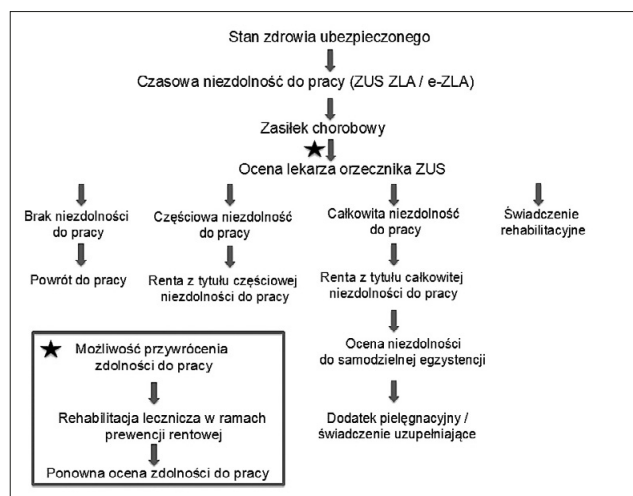 Stan zdrowia ubezpieczonego
Czasowa niezdolność do pracy (ZUS ZLA / e-ZLA)
Zasiłek chorobowy
Ocena lekarza orzecznika ZUS
Brak niezdolności
do pracy
Powrót do pracy
Częściowa niezdolność
do pracy
Renta z tytułu częściowej
niezdolności do pracy
Całkowita niezdolność
do pracy
Renta z tytułu całkowitej
niezdolności do pracy
Ocena niezdolności
do samodzielnej egzystencji
Dodatek pielęgnacyjny /
świadczenie uzupełniające
Świadczenie
rehabilitacyjne
Możliwość przywrócenia
zdolności do pracy
Rehabilitacja lecznicza w ramach
prewencji rentowej
Ponowna ocena zdolności do pracy